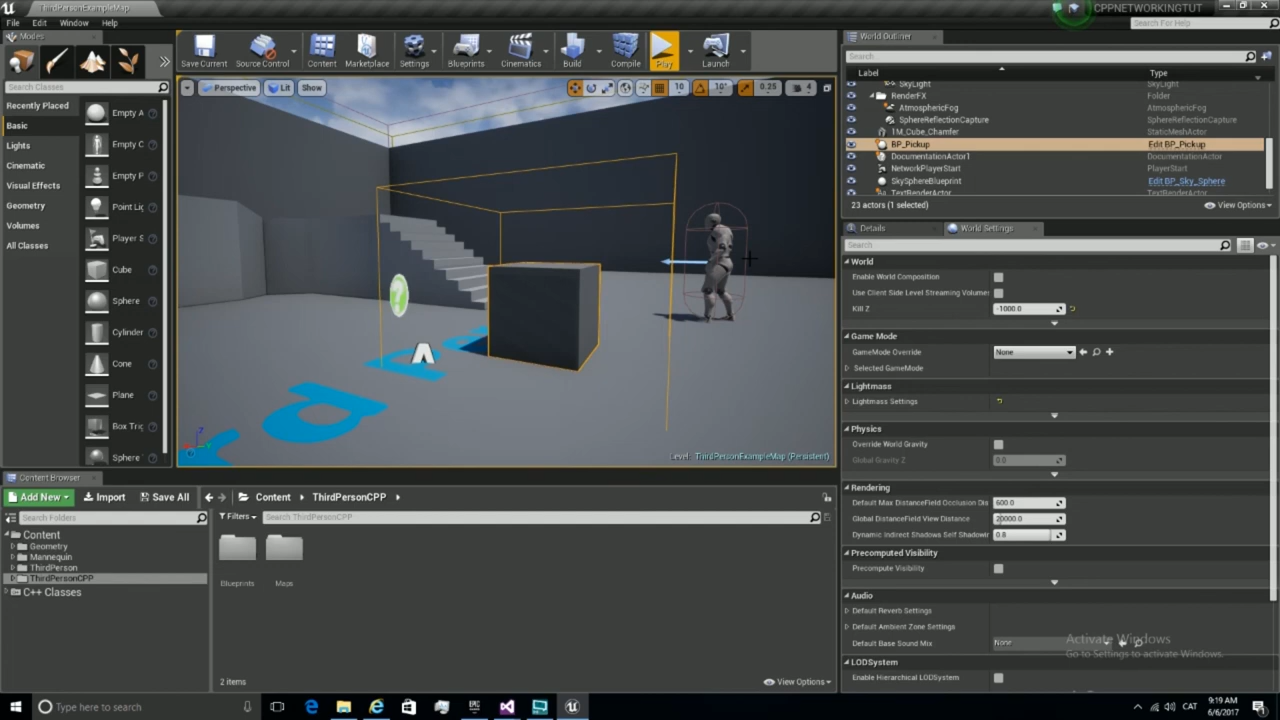 ThirdPersonExampleMap
CPPNETWORKINGTUT
File Edit Window Help
Search For Help
Modes
Search Classes
Recently Placed
Basic
Lights
Cinematic
Visual Effects
Geometry
Volumes
All Classes
Empty A
Empty C
Empty P
Point Lig
Player S
Cube
Sphere
Cylinder
Cone
Plane
Box Trig
Sphere
Save Current
Source Control
Content
Marketplace
Settings
Blueprints
Cinematics
Build
Compile
Play
Launch
Perspective
Lit
Show
10
10°
0.25
4
Level: ThirdPersonExampleMap (Persistent)
World Outliner
Search...
Label Type
SkyLight
RenderFX Folder
AtmosphericFog AtmosphericFog
SphereReflectionCapture SphereReflectionCapture
1M_Cube_Chamfer StaticMeshActor
BP_Pickup Edit BP_Pickup
DocumentationActor1 DocumentationActor
NetworkPlayerStart PlayerStart
SkySphereBlueprint Edit BP_Sky_Sphere
TextRenderActor TextRenderActor
23 actors (1 selected)
View Options
Details
World Settings
Search
World
Enable World Composition
Use Client Side Level Streaming Volumes
Kill Z -1000.0
Game Mode
GameMode Override None
Selected GameMode
Lightmass
Lightmass Settings
Physics
Override World Gravity
Global Gravity Z 0.0
Rendering
Default Max DistanceField Occlusion Dis 600.0
Global DistanceField View Distance 20000.0
Dynamic Indirect Shadows Self Shadowin 0.8
Precomputed Visibility
Precompute Visibility
Audio
Default Reverb Settings
Default Ambient Zone Settings
Default Base Sound Mix None
LODSystem
Enable Hierarchical LODSystem
Activate Windows
Go to Settings to activate Windows.
Content Browser
Add New
Import
Save All
Content
ThirdPersonCPP
Search Folders
Filters
Search ThirdPersonCPP
Content
Geometry
Mannequin
ThirdPerson
ThirdPersonCPP
C++ Classes
Blueprints
Maps
2 items
View Options
Type here to search
CAT
9:19 AM
6/6/2017